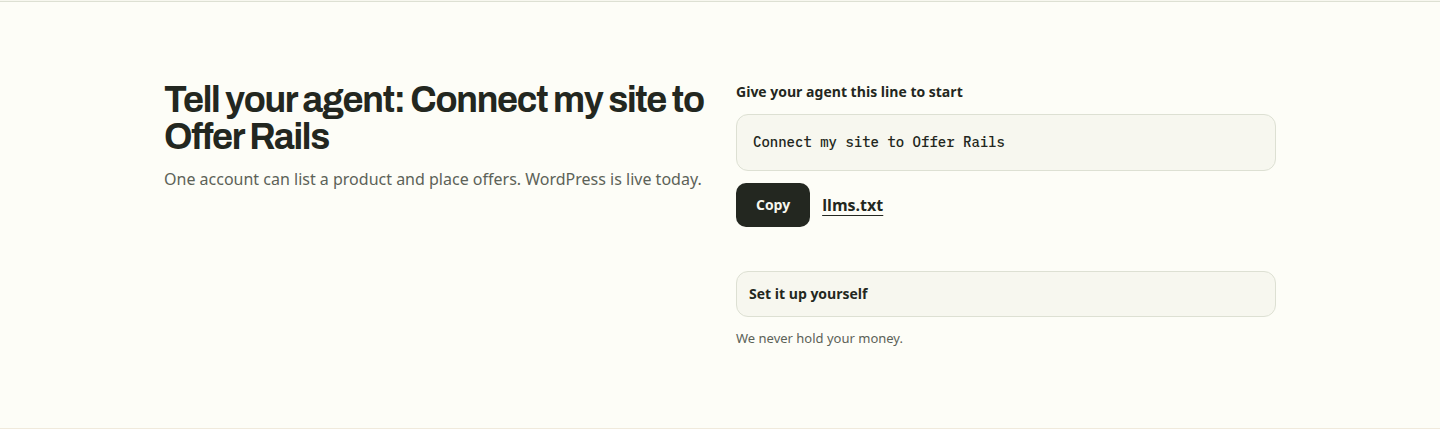 Tell your agent: Connect my site to
Offer Rails
One account can list a product and place offers. WordPress is live today.
Give your agent this line to start
Connect my site to Offer Rails
Copy
llms.txt
Set it up yourself
We never hold your money.